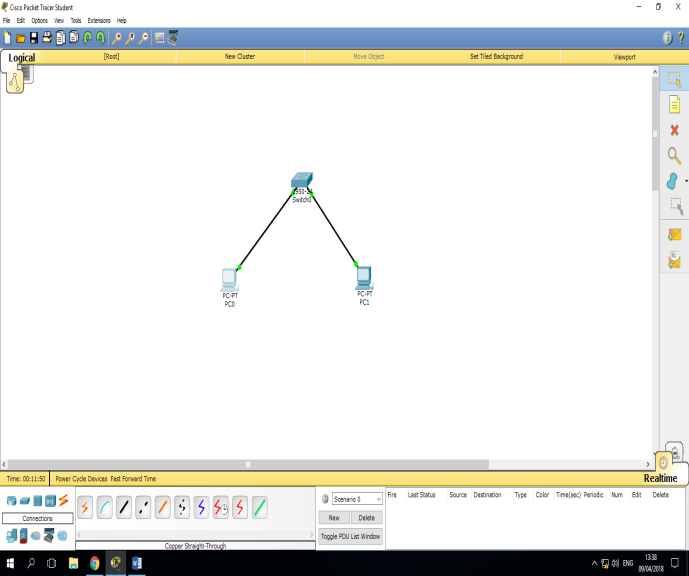 Cisco Packet Tracer Student
File Edit Options View Tools Extensions Help
Logical [Root] New Cluster Move Object Set Tiled Background Viewport
Switch0
PC-PT
PC0
PC-PT
PC1
Time: 00:11:50 Power Cycle Devices Fast Forward Time Realtime
Connections
Copper Straight-Through
Scenario 0
New Delete
Toggle PDU List Window
Fire Last Status Source Destination Type Color Time(sec) Periodic Num Edit Delete
ENG
13:38
09/04/2018